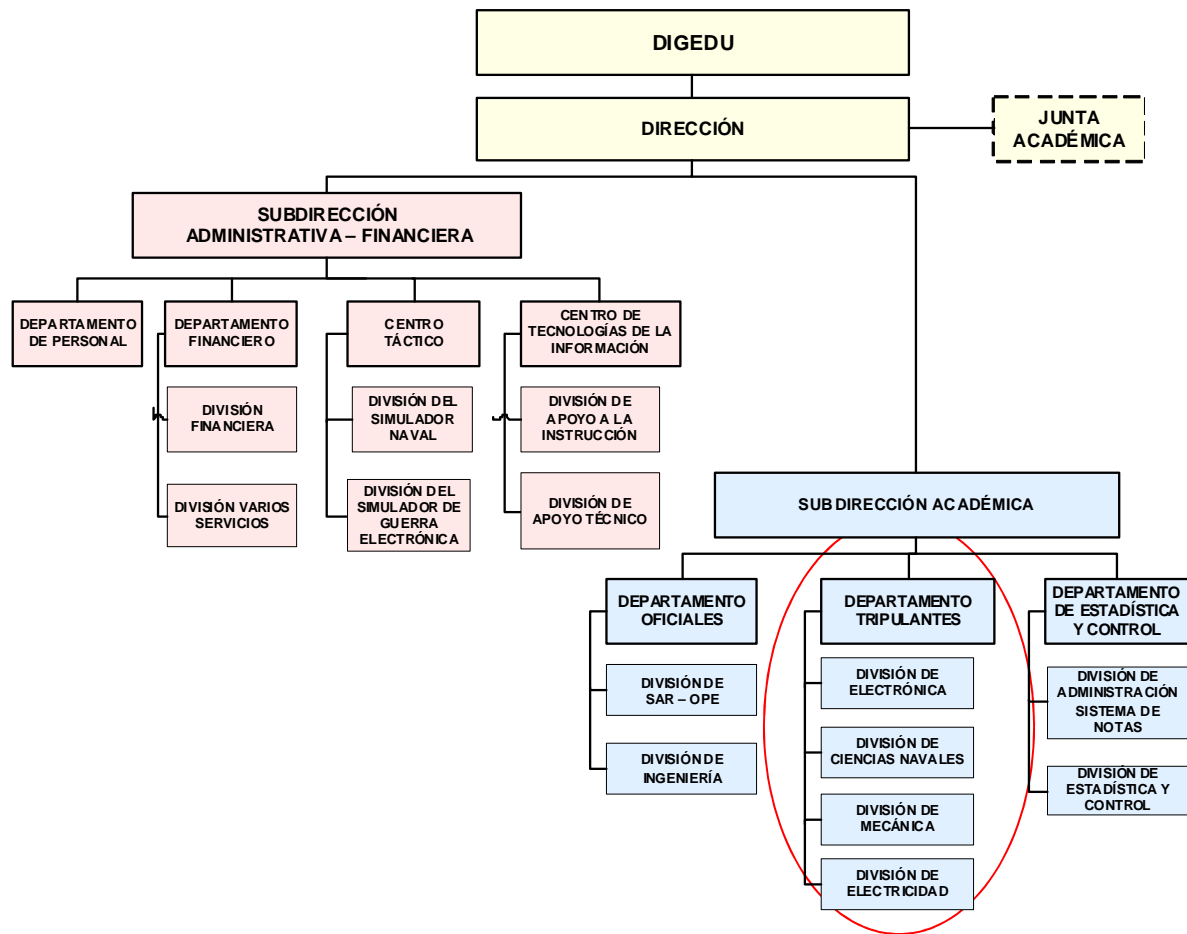 DIGEDU
DIRECCIÓN
JUNTA
ACADÉMICA
SUBDIRECCIÓN
ADMINISTRATIVA – FINANCIERA
DEPARTAMENTO
DE PERSONAL
DEPARTAMENTO
FINANCIERO
CENTRO
TÁCTICO
CENTRO DE
TECNOLOGÍAS DE LA
INFORMACIÓN
DIVISIÓN
FINANCIERA
DIVISIÓN DEL
SIMULADOR
NAVAL
DIVISIÓN DE
APOYO A LA
INSTRUCCIÓN
DIVISIÓN VARIOS
SERVICIOS
DIVISIÓN DEL
SIMULADOR DE
GUERRA
ELECTRÓNICA
DIVISIÓN DE
APOYO TÉCNICO
SUBDIRECCIÓN ACADÉMICA
DEPARTAMENTO
OFICIALES
DEPARTAMENTO
TRIPULANTES
DEPARTAMENTO
DE ESTADÍSTICA
Y CONTROL
DIVISIÓN DE
SAR – OPE
DIVISIÓN DE
ELECTRÓNICA
DIVISIÓN DE
ADMINISTRACIÓN
SISTEMA DE
NOTAS
DIVISIÓN DE
INGENIERÍA
DIVISIÓN DE
CIENCIAS NAVALES
DIVISIÓN DE
ESTADÍSTICA Y
CONTROL
DIVISIÓN DE
MECÁNICA
DIVISIÓN DE
ELECTRICIDAD